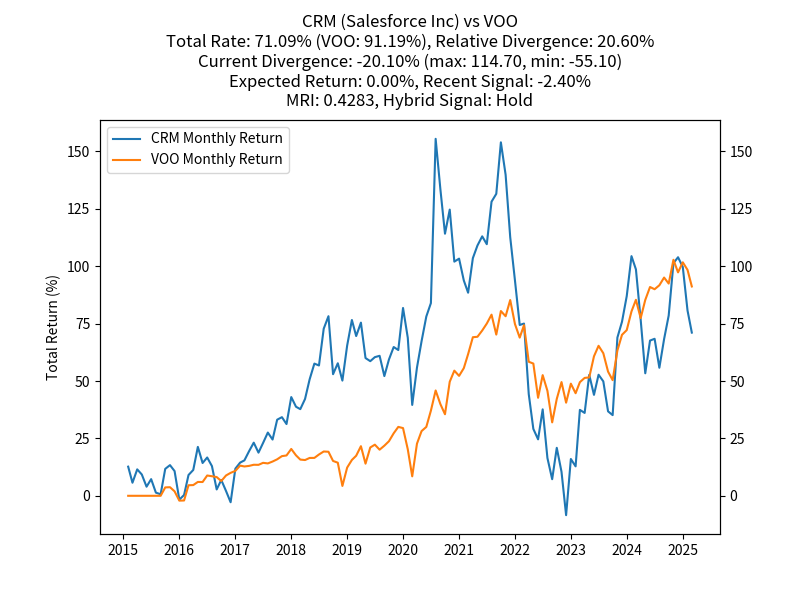 CRM (Salesforce Inc) vs VOO
Total Rate: 71.09% (VOO: 91.19%), Relative Divergence: 20.60%
Current Divergence: -20.10% (max: 114.70, min: -55.10)
Expected Return: 0.00%, Recent Signal: -2.40%
MRI: 0.4283, Hybrid Signal: Hold
CRM Monthly Return
VOO Monthly Return
Total Return (%)
150
125
100
75
50
25
0
150
125
100
75
50
25
0
2015 2016 2017 2018 2019 2020 2021 2022 2023 2024 2025